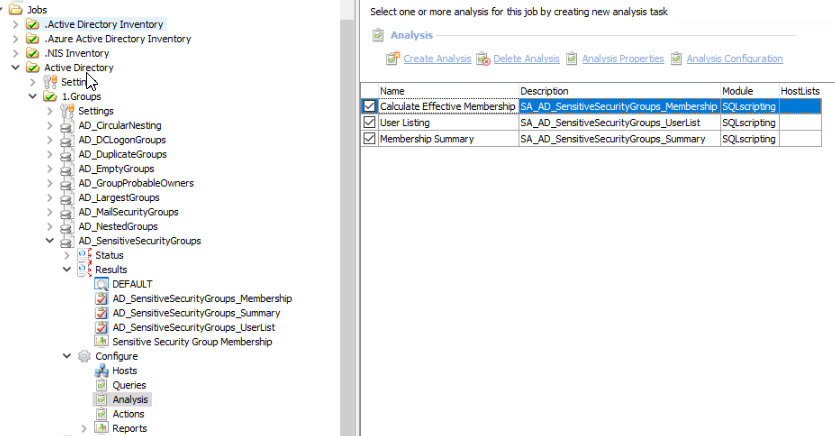 Jobs
.Active Directory Inventory
.Azure Active Directory Inventory
.NIS Inventory
Active Directory
1.Groups
Settings
AD_CircularNesting
AD_DCLogonGroups
AD_DuplicateGroups
AD_EmptyGroups
AD_GroupProbableOwners
AD_LargestGroups
AD_MailSecurityGroups
AD_NestedGroups
AD_SensitiveSecurityGroups
Status
Results
DEFAULT
AD_SensitiveSecurityGroups_Membership
AD_SensitiveSecurityGroups_Summary
AD_SensitiveSecurityGroups_UserList
Sensitive Security Group Membership
Configure
Hosts
Queries
Analysis
Actions
Reports
Select one or more analysis for this job by creating new analysis task
Analysis
Create Analysis Delete Analysis Analysis Properties Analysis Configuration
Name Description Module HostLists
Calculate Effective Membership SA_AD_SensitiveSecurityGroups_Membership SQLscripting
User Listing SA_AD_SensitiveSecurityGroups_UserList SQLscripting
Membership Summary SA_AD_SensitiveSecurityGroups_Summary SQLscripting